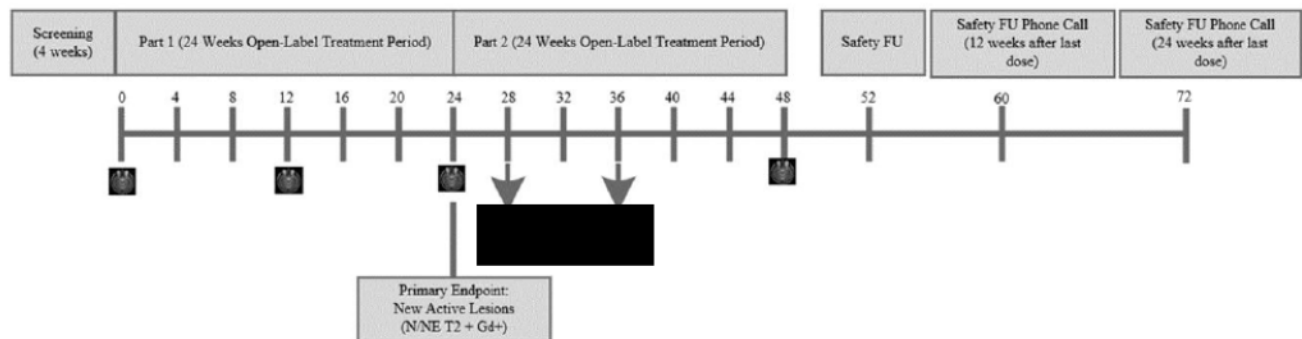 Screening
(4 weeks)
Part 1 (24 Weeks Open-Label Treatment Period)
Part 2 (24 Weeks Open-Label Treatment Period)
Safety FU
Safety FU Phone Call
(12 weeks after last
dose)
Safety FU Phone Call
(24 weeks after last
dose)
0 4 8 12 16 20 24 28 32 36 40 44 48 52 60 72
Primary Endpoint:
New Active Lesions
(N/NE T2 + Gd+)